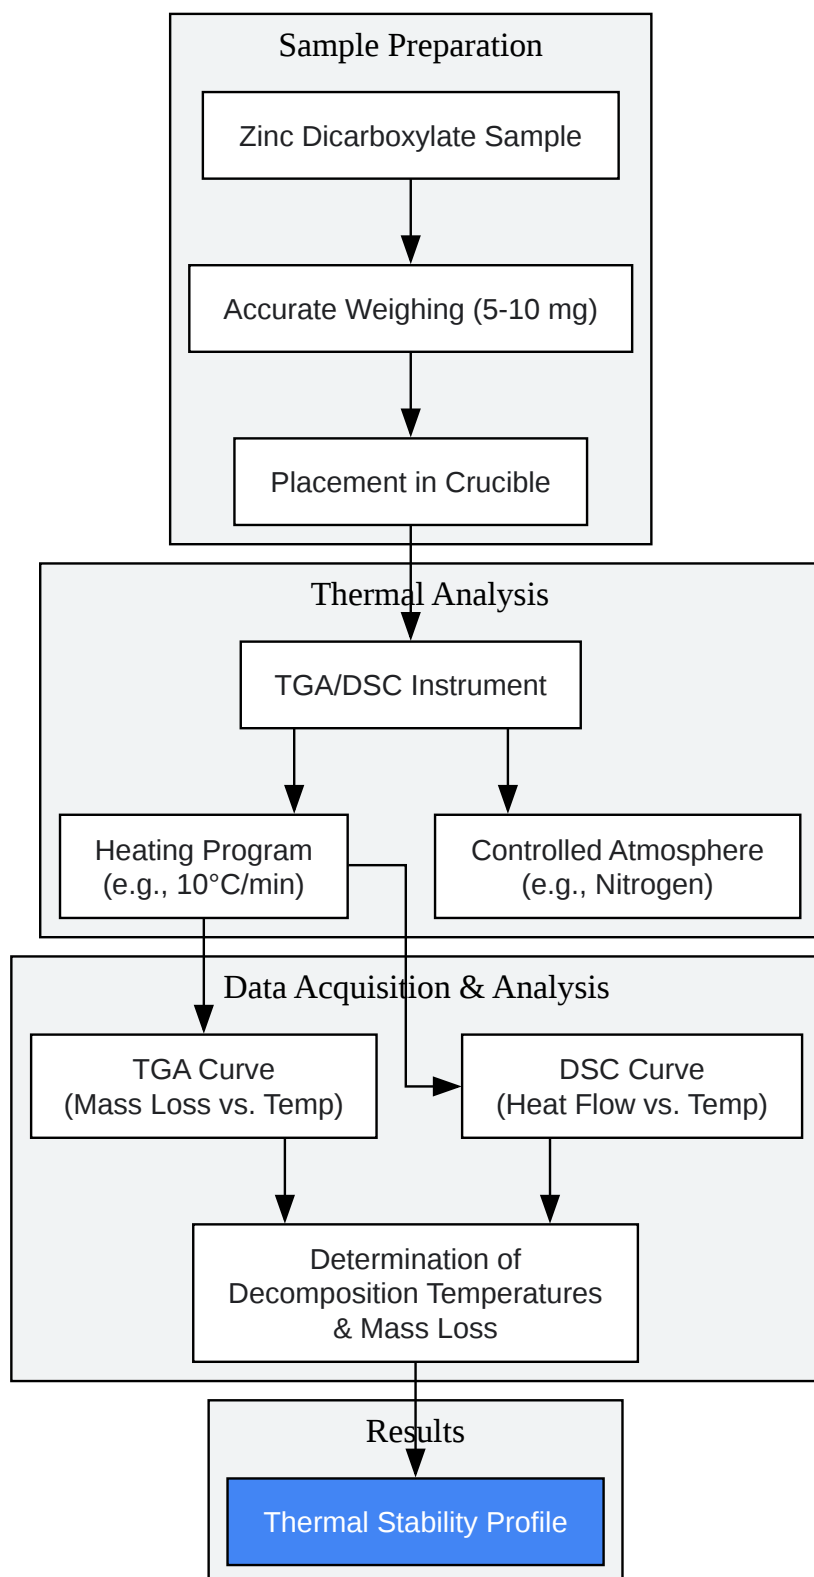 Sample Preparation
Zinc Dicarboxylate Sample
Accurate Weighing (5-10 mg)
Placement in Crucible
Thermal Analysis
TGA/DSC Instrument
Heating Program
(e.g., 10°C/min)
Controlled Atmosphere
(e.g., Nitrogen)
Data Acquisition & Analysis
TGA Curve
(Mass Loss vs. Temp)
DSC Curve
(Heat Flow vs. Temp)
Determination of
Decomposition Temperatures
& Mass Loss
Results
Thermal Stability Profile